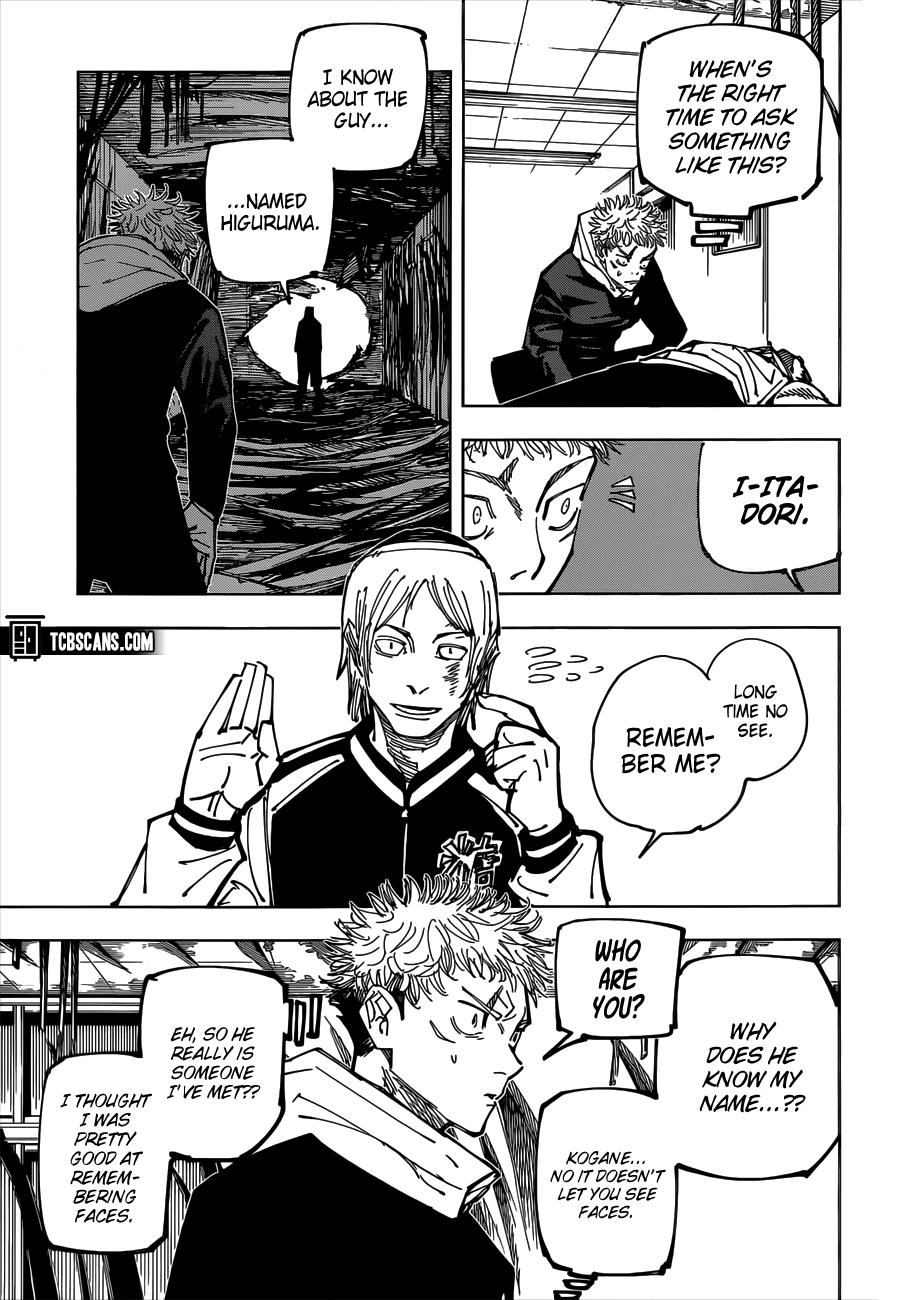 WHEN'S
THE RIGHT
TIME TO ASK
SOMETHING
LIKE THIS?
I KNOW
ABOUT THE
GUY...
...NAMED
HIGURUMA.
I-ITA-
DORI.
TCBSCANS.COM
LONG
TIME NO
SEE.
REMEM-
BER ME?
WHO
ARE
YOU?
WHY
DOES HE
KNOW MY
NAME...??
KOGANE...
NO IT DOESN'T
LET YOU SEE
FACES.
EH, SO HE
REALLY IS
SOMEONE
I'VE MET??
I THOUGHT
I WAS
PRETTY
GOOD AT
REMEM-
BERING
FACES.